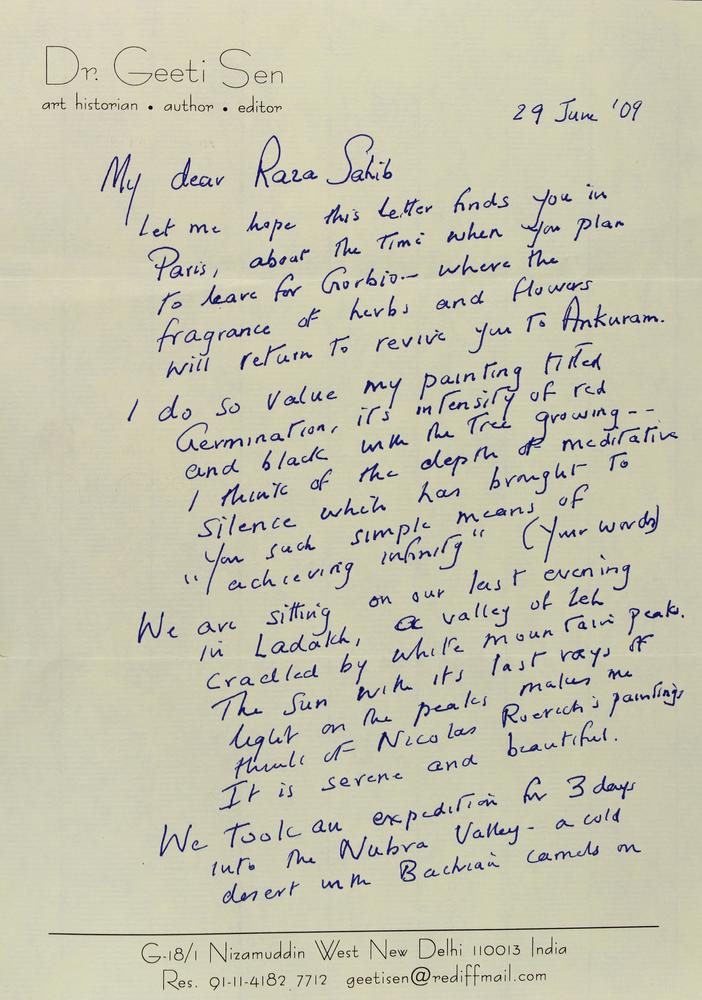 Dr. Geeti Sen
art historian • author • editor
29 June '09
My dear Raza Sahib
Let me hope this letter finds you in
Paris, about the time when you plan
to leave for Gorbio – where the
fragrance of herbs and flowers
will return to revive you to Ankuram.
I do so value my painting titled
Germination, it's intensity of red
and black with the Tree growing --
I think of the depth of meditative
silence which has brought to
you such simple means of
"achieving infinity" (Your words)
We are sitting on our last evening
in Ladakh, a valley of Leh
cradled by white mountain peaks.
The Sun with its last rays of
light on the peaks makes me
think of Nicolas Roerich's paintings
It is serene and beautiful.
We took an expedition for 3 days
into the Nubra Valley - a cold
desert with Bactrian camels on
G-18/1 Nizamuddin West New Delhi 110013 India
Res. 91-11-4182 7712 geetisen@rediffmail.com